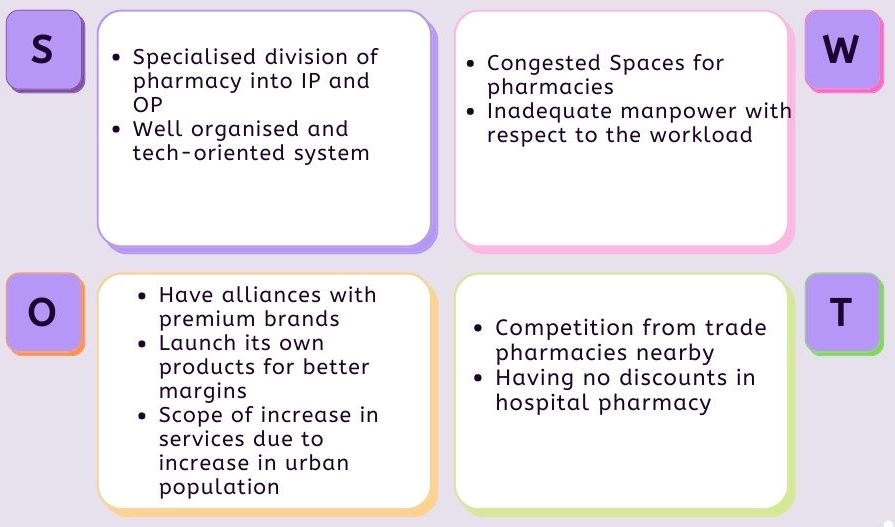 S
• Specialised division of
pharmacy into IP and
OP
• Well organised and
tech-oriented system
• Congested Spaces for
pharmacies
• Inadequate manpower with
respect to the workload
W
O
• Have alliances with
premium brands
• Launch its own
products for better
margins
• Scope of increase in
services due to
increase in urban
population
• Competition from trade
pharmacies nearby
• Having no discounts in
hospital pharmacy
T